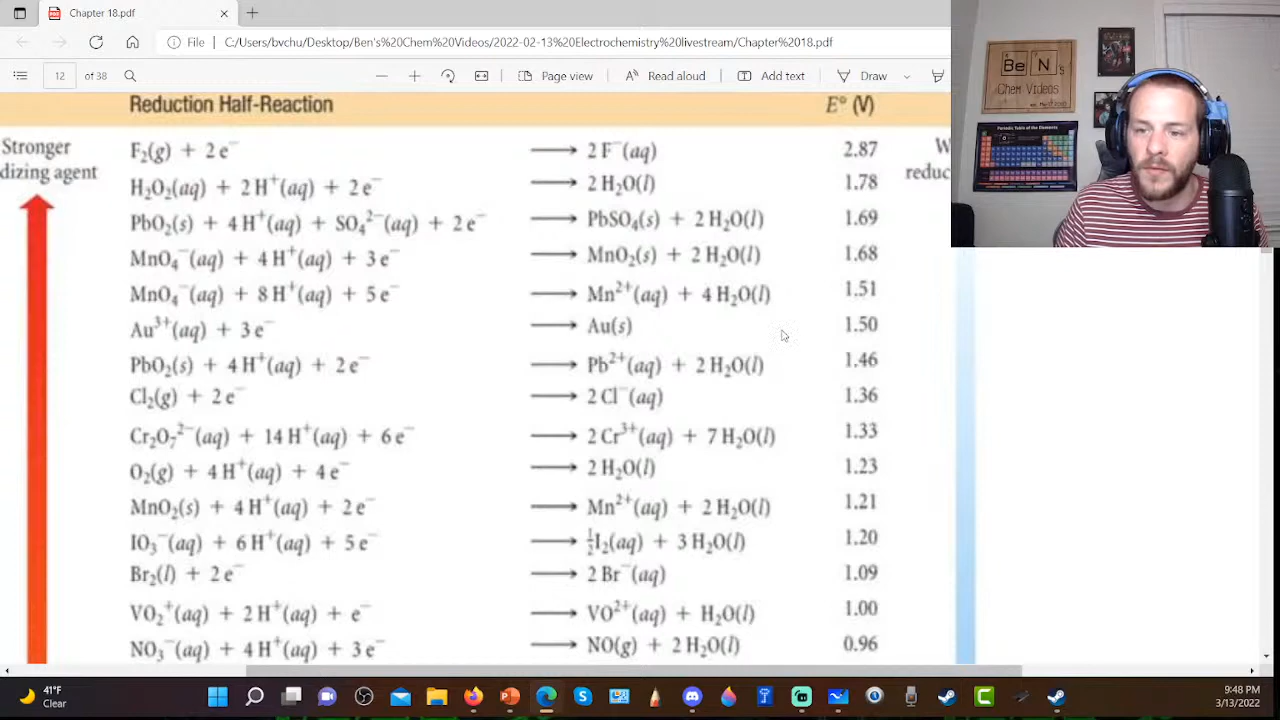 Chapter 18.pdf
File | C:/Users/bvchu/Desktop/Ben's%20 %20Videos/2022-02-13%20Electrochemistry%20livestream/Chapter%2018.pdf
12 of 38 Page view Read aloud Add text Draw
Reduction Half-Reaction E° (V)
Stronger
dizing agent
W
reduc
F₂(g) + 2 e⁻ → 2 F⁻(aq) 2.87
H₂O₂(aq) + 2 H⁺(aq) + 2 e⁻ → 2 H₂O(l) 1.78
PbO₂(s) + 4 H⁺(aq) + SO₄²⁻(aq) + 2 e⁻ → PbSO₄(s) + 2 H₂O(l) 1.69
MnO₄⁻(aq) + 4 H⁺(aq) + 3 e⁻ → MnO₂(s) + 2 H₂O(l) 1.68
MnO₄⁻(aq) + 8 H⁺(aq) + 5 e⁻ → Mn²⁺(aq) + 4 H₂O(l) 1.51
Au³⁺(aq) + 3 e⁻ → Au(s) 1.50
PbO₂(s) + 4 H⁺(aq) + 2 e⁻ → Pb²⁺(aq) + 2 H₂O(l) 1.46
Cl₂(g) + 2 e⁻ → 2 Cl⁻(aq) 1.36
Cr₂O₇²⁻(aq) + 14 H⁺(aq) + 6 e⁻ → 2 Cr³⁺(aq) + 7 H₂O(l) 1.33
O₂(g) + 4 H⁺(aq) + 4 e⁻ → 2 H₂O(l) 1.23
MnO₂(s) + 4 H⁺(aq) + 2 e⁻ → Mn²⁺(aq) + 2 H₂O(l) 1.21
IO₃⁻(aq) + 6 H⁺(aq) + 5 e⁻ → ½I₂(aq) + 3 H₂O(l) 1.20
Br₂(l) + 2 e⁻ → 2 Br⁻(aq) 1.09
VO₂⁺(aq) + 2 H⁺(aq) + e⁻ → VO²⁺(aq) + H₂O(l) 1.00
NO₃⁻(aq) + 4 H⁺(aq) + 3 e⁻ → NO(g) + 2 H₂O(l) 0.96
Be N's
Chem Videos
Periodic Table of the Elements
41°F
Clear
9:48 PM
3/13/2022